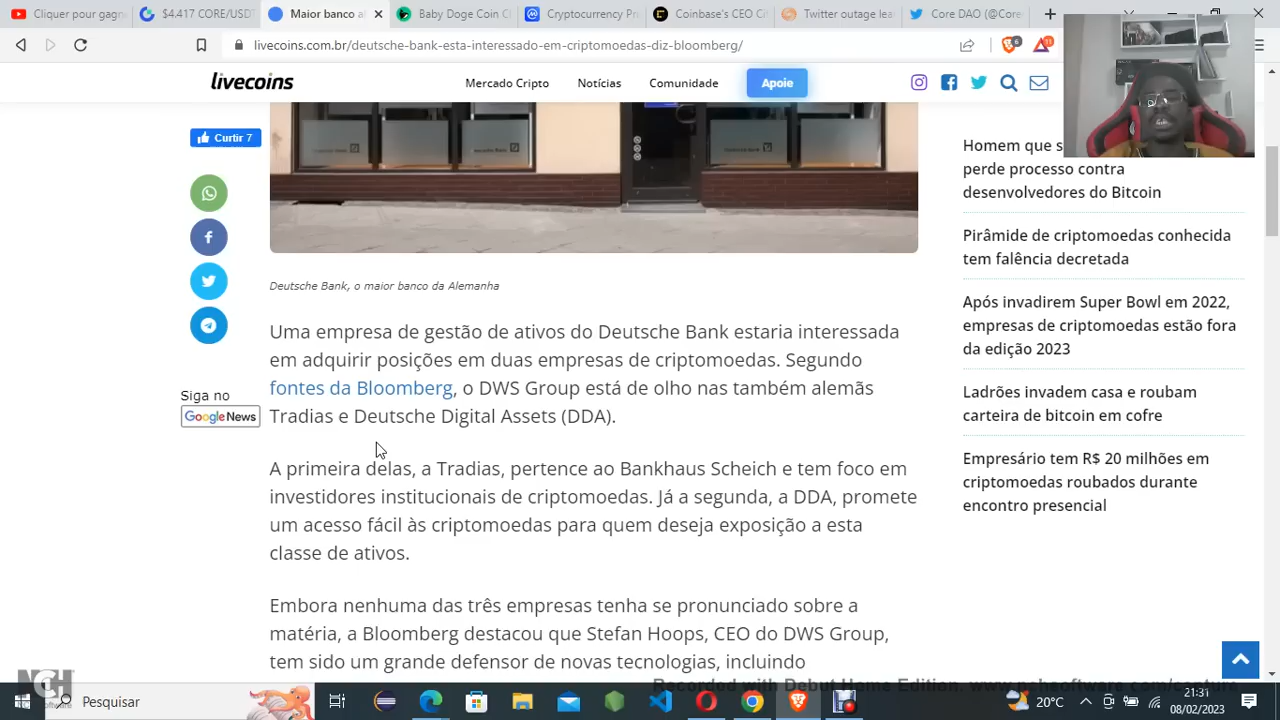 Cliquer pour gagn
$4.417 CORE/USDT
Maior banco al
Baby Doge Coin C
Cryptocurrency Pr
Coinbase's CEO Cl
Twitter outage lea
Core DAO (@Core
livecoins.com.br/deutsche-bank-esta-interessado-em-criptomoedas-diz-bloomberg/
livecoins
Mercado Cripto
Notícias
Comunidade
Apoie
Curtir 7
Siga no
Google News
Deutsche Bank, o maior banco da Alemanha
Uma empresa de gestão de ativos do Deutsche Bank estaria interessada
em adquirir posições em duas empresas de criptomoedas. Segundo
fontes da Bloomberg, o DWS Group está de olho nas também alemãs
Tradias e Deutsche Digital Assets (DDA).
A primeira delas, a Tradias, pertence ao Bankhaus Scheich e tem foco em
investidores institucionais de criptomoedas. Já a segunda, a DDA, promete
um acesso fácil às criptomoedas para quem deseja exposição a esta
classe de ativos.
Embora nenhuma das três empresas tenha se pronunciado sobre a
matéria, a Bloomberg destacou que Stefan Hoops, CEO do DWS Group,
tem sido um grande defensor de novas tecnologias, incluindo
Homem que s
perde processo contra
desenvolvedores do Bitcoin
Pirâmide de criptomoedas conhecida
tem falência decretada
Após invadirem Super Bowl em 2022,
empresas de criptomoedas estão fora
da edição 2023
Ladrões invadem casa e roubam
carteira de bitcoin em cofre
Empresário tem R$ 20 milhões em
criptomoedas roubados durante
encontro presencial
NCH
Recorded with Debut Home Edition. www.nchsoftware.com/capture
Pesquisar
20°C
21:31
08/02/2023